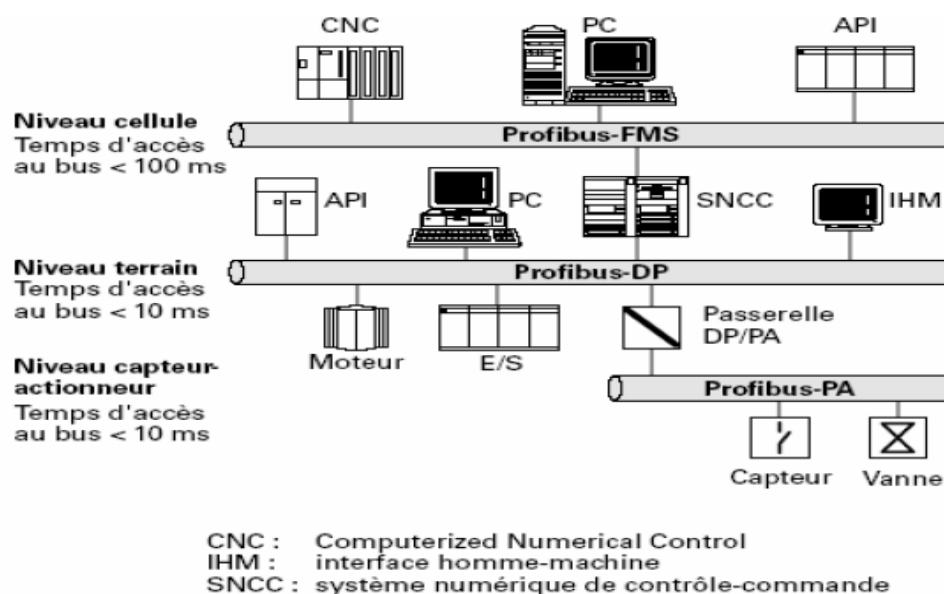 CNC
PC
API
Niveau cellule
Temps d'accès
au bus < 100 ms
Profibus-FMS
API
PC
SNCC
IHM
Niveau terrain
Temps d'accès
au bus < 10 ms
Profibus-DP
Moteur
E/S
Passerelle
DP/PA
Niveau capteur-
actionneur
Temps d'accès
au bus < 10 ms
Profibus-PA
Capteur
Vanne
CNC : Computerized Numerical Control
IHM : interface homme-machine
SNCC : système numérique de contrôle-commande